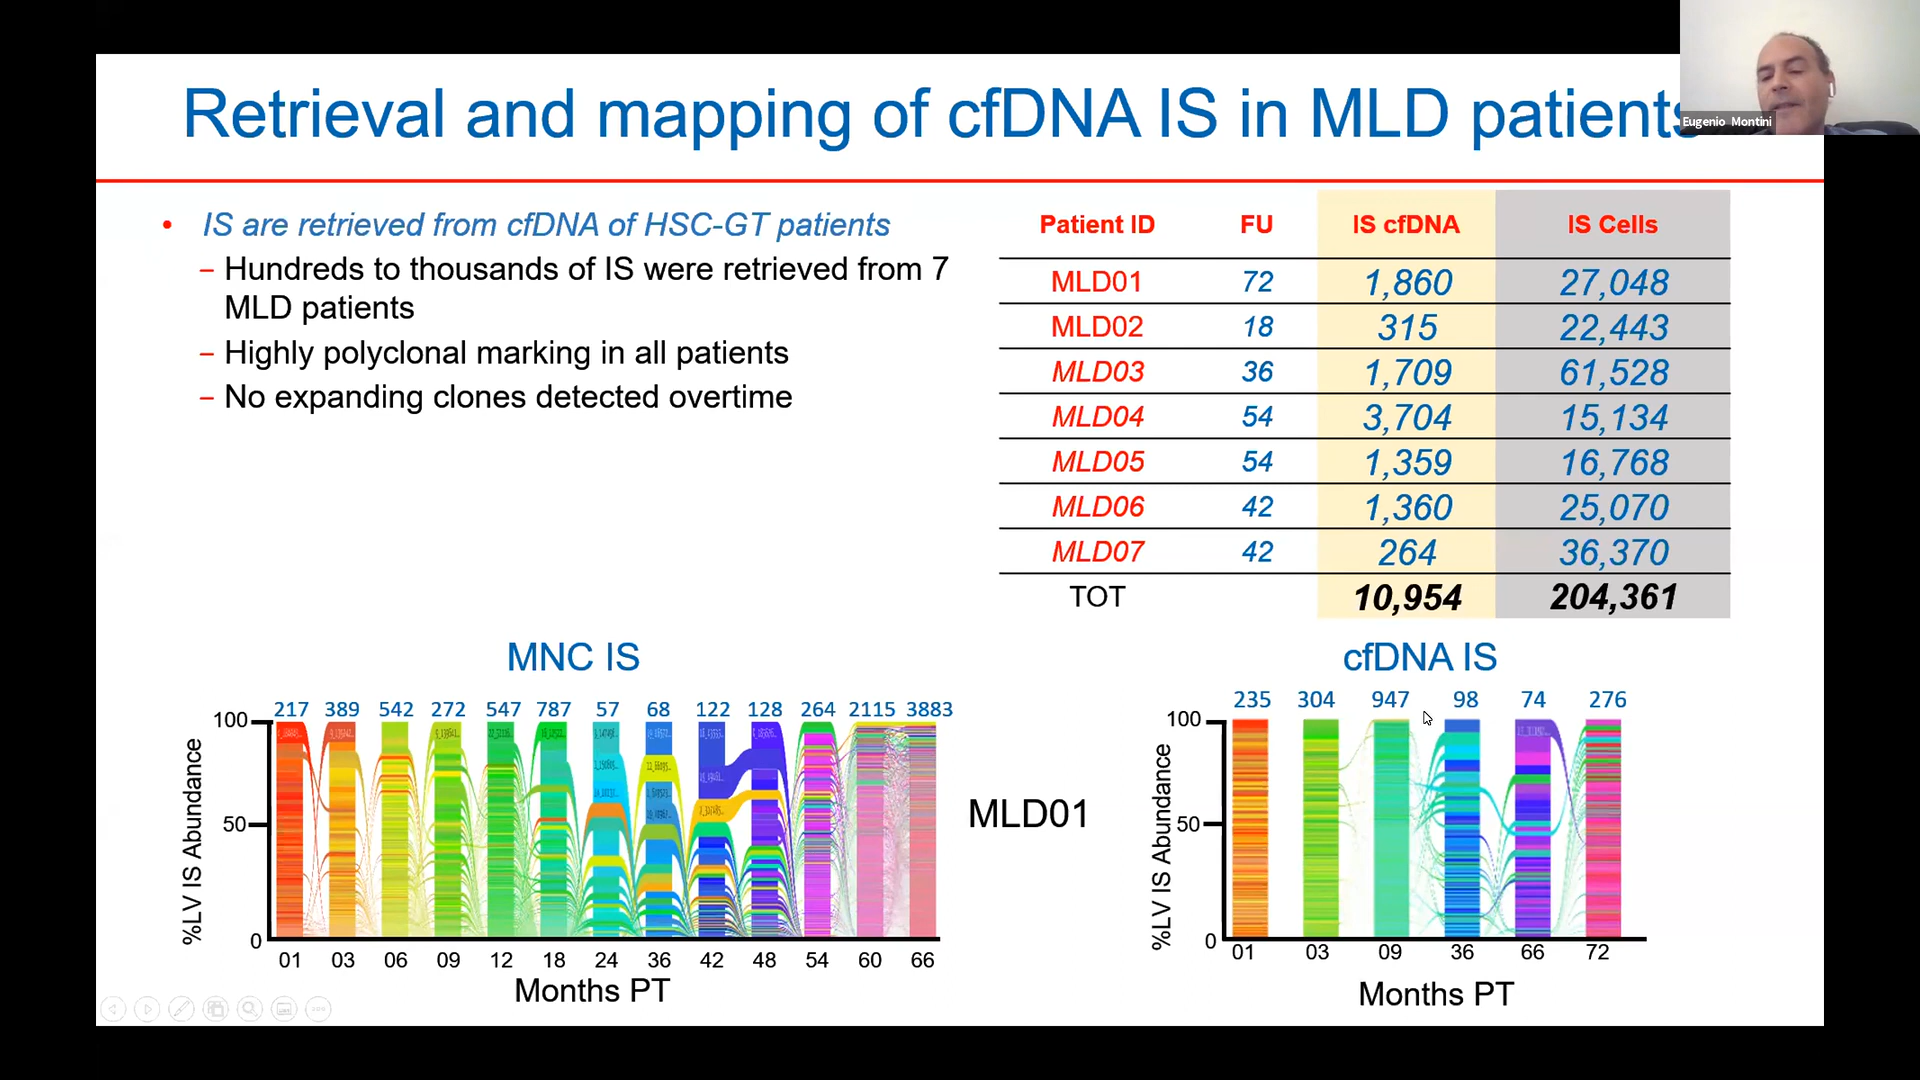 Retrieval and mapping of cfDNA IS in MLD patients
Eugenio Montini
• IS are retrieved from cfDNA of HSC-GT patients
– Hundreds to thousands of IS were retrieved from 7
MLD patients
– Highly polyclonal marking in all patients
– No expanding clones detected overtime
Patient ID FU IS cfDNA IS Cells
MLD01 72 1,860 27,048
MLD02 18 315 22,443
MLD03 36 1,709 61,528
MLD04 54 3,704 15,134
MLD05 54 1,359 16,768
MLD06 42 1,360 25,070
MLD07 42 264 36,370
TOT 10,954 204,361
MNC IS
217 389 542 272 547 787 57 68 122 128 264 2115 3883
%LV IS Abundance
100
50
0
01 03 06 09 12 18 24 36 42 48 54 60 66
Months PT
MLD01
cfDNA IS
235 304 947 98 74 276
%LV IS Abundance
100
50
0
01 03 09 36 66 72
Months PT